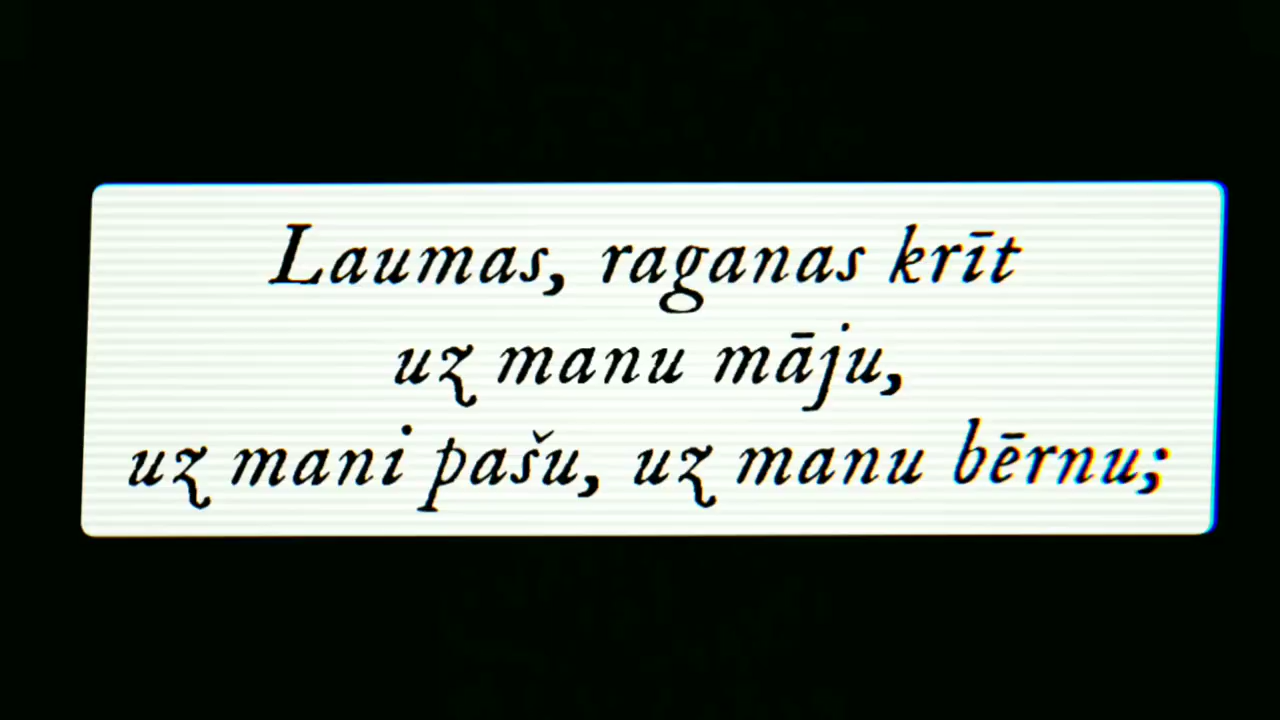 Laumas, raganas krīt
uz manu māju,
uz mani pašu, uz manu bērnu;